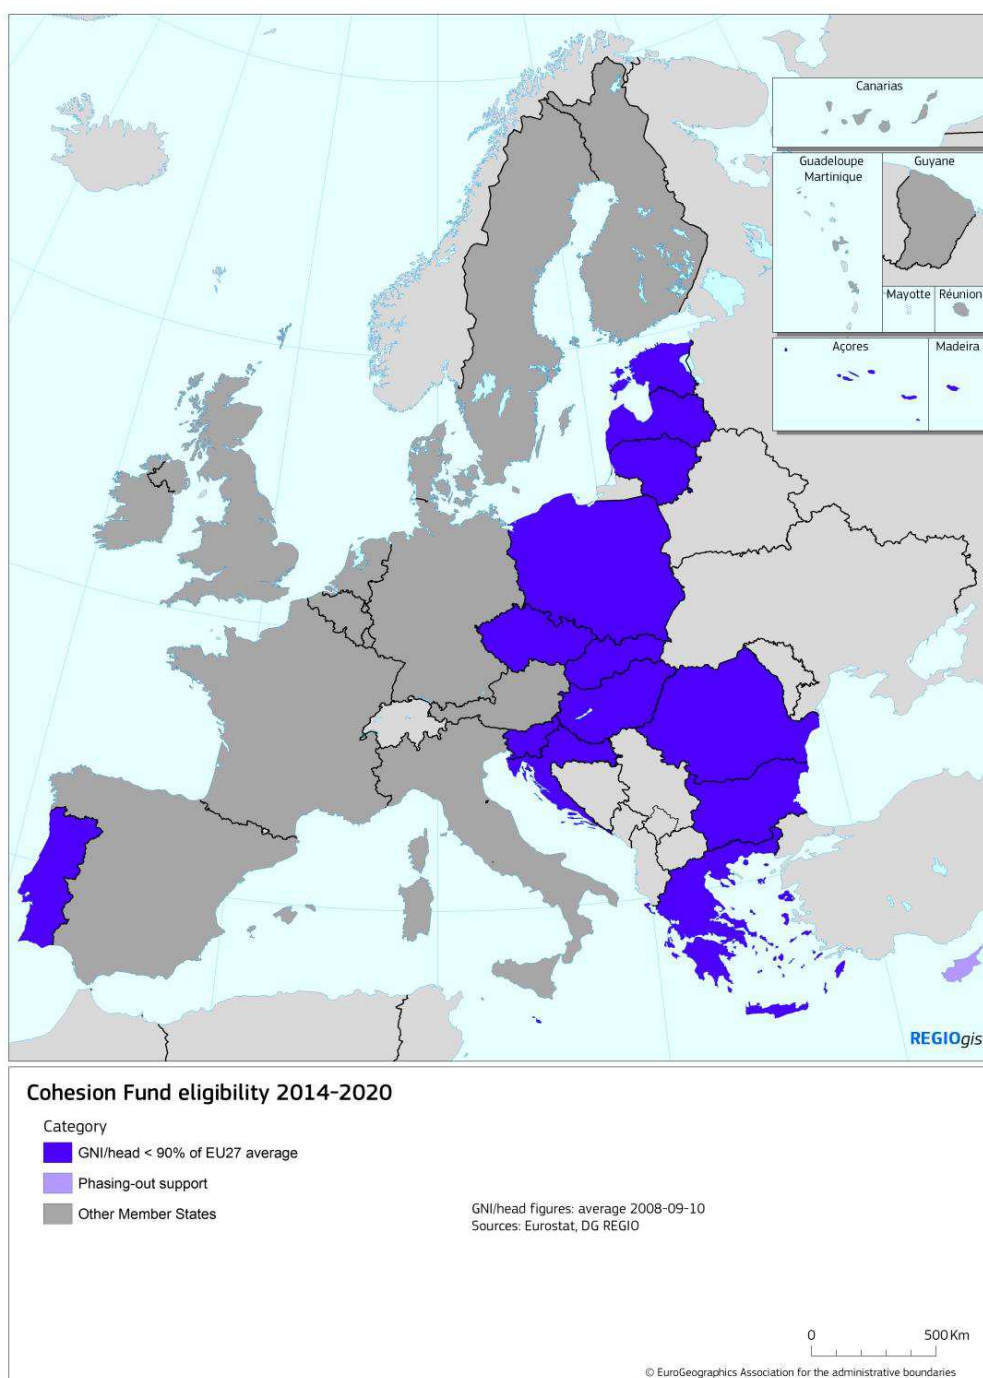 Canarias
Guadeloupe
Martinique
Guyane
Mayotte
Réunion
Açores
Madeira
REGIOgis
Cohesion Fund eligibility 2014-2020
Category
GNI/head < 90% of EU27 average
Phasing-out support
Other Member States
GNI/head figures: average 2008-09-10
Sources: Eurostat, DG REGIO
0 500 Km
© EuroGeographics Association for the administrative boundaries